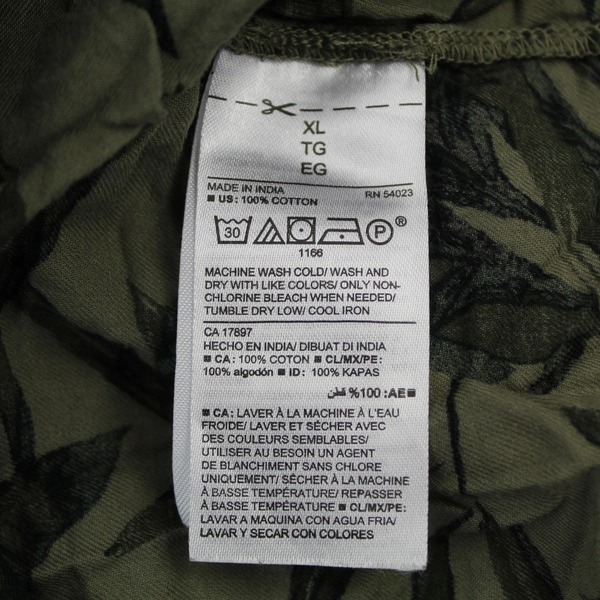 XL
TG
EG
MADE IN INDIA RN 54023
■ US: 100% COTTON
30 P ®
1166
MACHINE WASH COLD/ WASH AND
DRY WITH LIKE COLORS/ ONLY NON-
CHLORINE BLEACH WHEN NEEDED/
TUMBLE DRY LOW/ COOL IRON
CA 17897
HECHO EN INDIA/ DIBUAT DI INDIA
■ CA: 100% COTON ■ CL/MX/PE:
100% algodón ■ ID: 100% KAPAS
■ AE: 100% قطن
■ CA: LAVER À LA MACHINE À L'EAU
FROIDE/ LAVER ET SÉCHER AVEC
DES COULEURS SEMBLABLES/
UTILISER AU BESOIN UN AGENT
DE BLANCHIMENT SANS CHLORE
UNIQUEMENT/ SÉCHER À LA MACHINE
À BASSE TEMPÉRATURE/ REPASSER
À BASSE TEMPÉRATURE ■ CL/MX/PE:
LAVAR A MAQUINA CON AGUA FRIA/
LAVAR Y SECAR CON COLORES